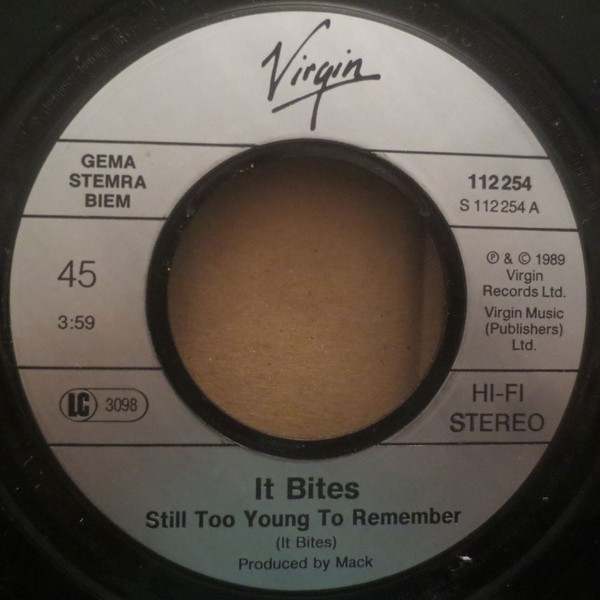 Virgin
GEMA
STEMRA
BIEM
112 254
S 112 254 A
45
3:59
℗ & © 1989
Virgin
Records Ltd.
Virgin Music
(Publishers)
Ltd.
LC 3098
HI-FI
STEREO
It Bites
Still Too Young To Remember
(It Bites)
Produced by Mack